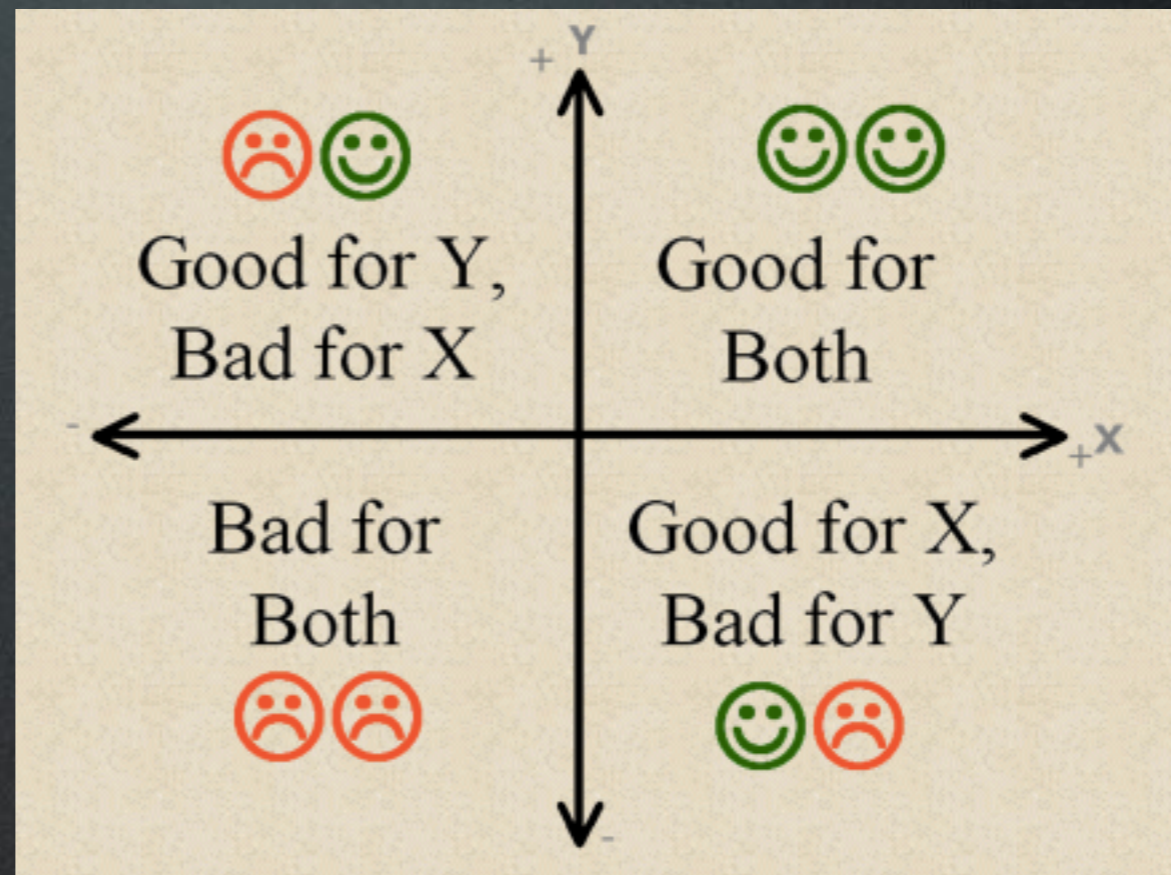 + Y
Good for Y,
Bad for X
Good for
Both
-
+ X
Bad for
Both
Good for X,
Bad for Y
-